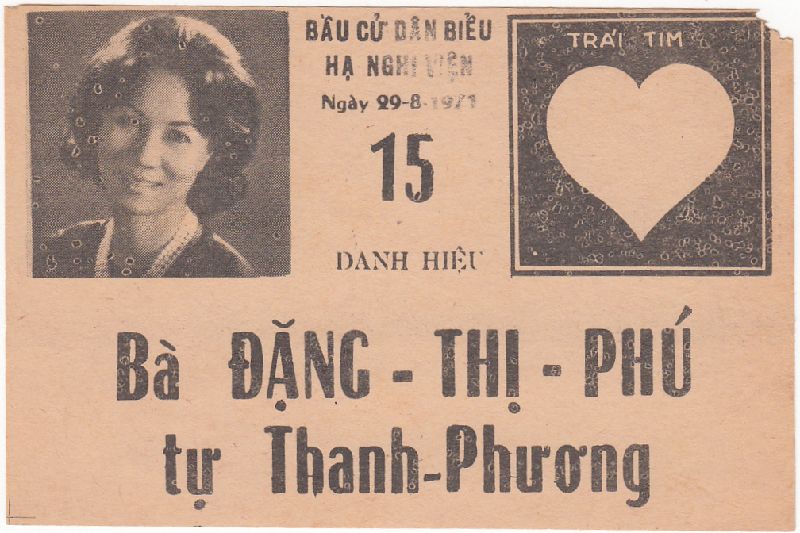 BẦU CỬ DÂN BIỂU
HẠ NGHỊ VIỆN
Ngày 29-8-1971
15
DANH HIỆU
TRÁI TIM
Bà ĐẶNG - THỊ - PHÚ
tự Thanh-Phương